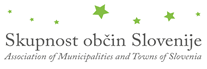 Skupnost občin Slovenije
Association of Municipalities and Towns of Slovenia